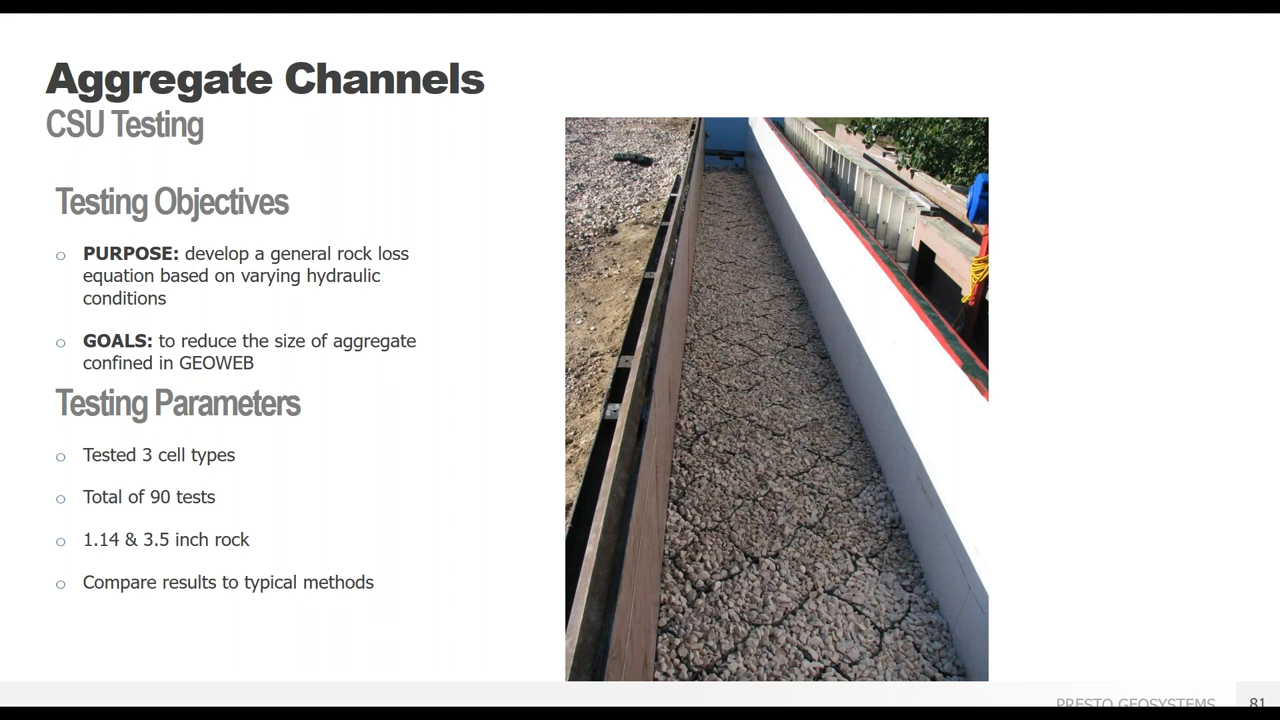 Aggregate Channels
CSU Testing
Testing Objectives
○ PURPOSE: develop a general rock loss
equation based on varying hydraulic
conditions
○ GOALS: to reduce the size of aggregate
confined in GEOWEB
Testing Parameters
○ Tested 3 cell types
○ Total of 90 tests
○ 1.14 & 3.5 inch rock
○ Compare results to typical methods
PRESTO GEOSYSTEMS
81